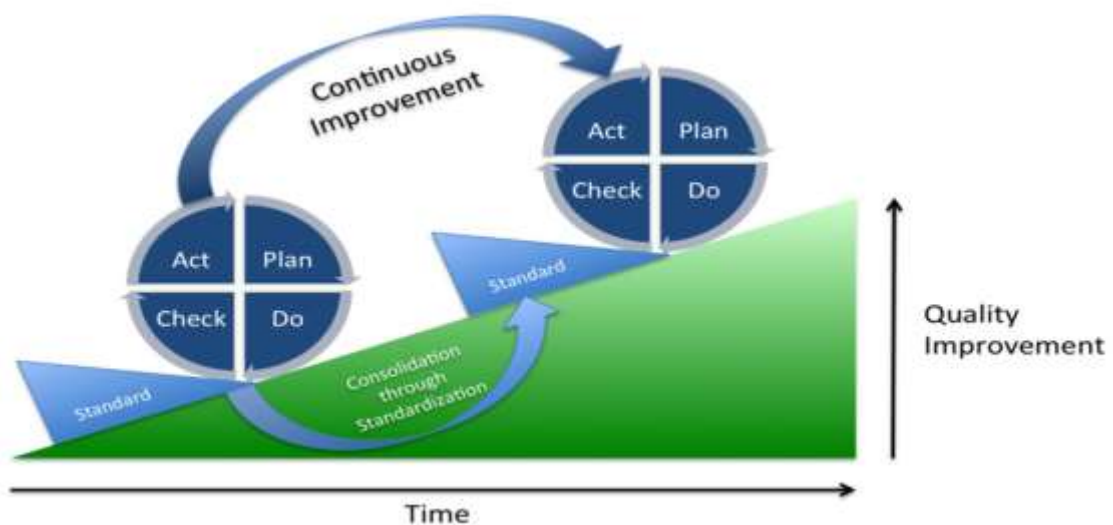 Continuous
Improvement
Act
Plan
Check
Do
Act
Plan
Check
Do
Standard
Standard
Consolidation
through
Standardization
Quality
Improvement
Time